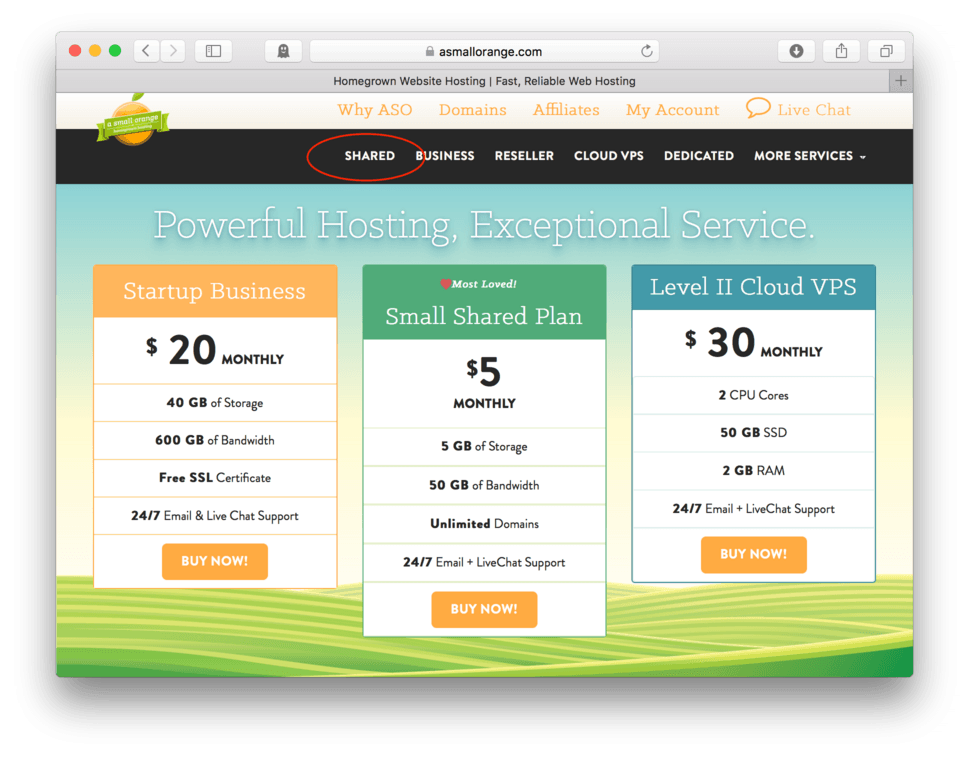 asmallorange.com
Homegrown Website Hosting | Fast, Reliable Web Hosting
a small orange
Why ASO Domains Affiliates My Account Live Chat
SHARED BUSINESS RESELLER CLOUD VPS DEDICATED MORE SERVICES
Powerful Hosting, Exceptional Service.
Startup Business
$ 20 MONTHLY
40 GB of Storage
600 GB of Bandwidth
Free SSL Certificate
24/7 Email & Live Chat Support
BUY NOW!
Most Loved!
Small Shared Plan
$5
MONTHLY
5 GB of Storage
50 GB of Bandwidth
Unlimited Domains
24/7 Email + LiveChat Support
BUY NOW!
Level II Cloud VPS
$ 30 MONTHLY
2 CPU Cores
50 GB SSD
2 GB RAM
24/7 Email + LiveChat Support
BUY NOW!